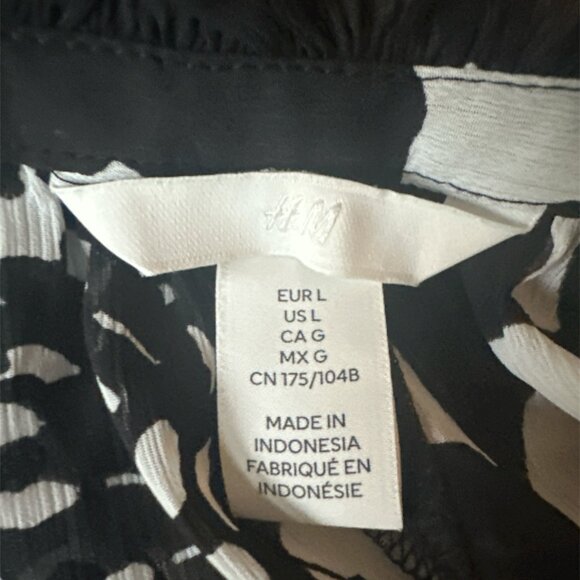 H&M
EUR L
US L
CA G
MX G
CN 175/104B
MADE IN
INDONESIA
FABRIQUÉ EN
INDONÉSIE